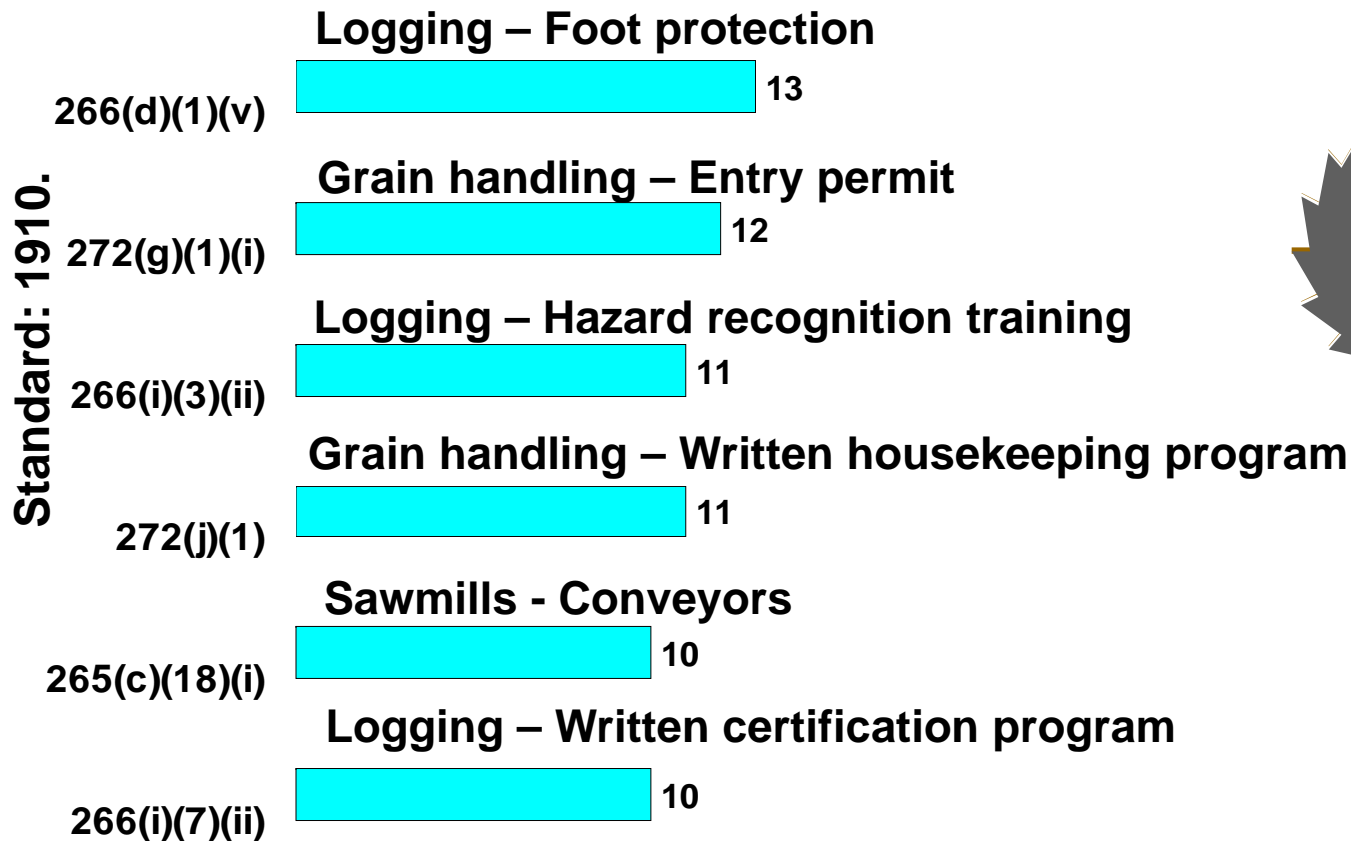 Standard: 1910.
Logging – Foot protection
266(d)(1)(v)
13
Grain handling – Entry permit
272(g)(1)(i)
12
Logging – Hazard recognition training
266(i)(3)(ii)
11
Grain handling – Written housekeeping program
272(j)(1)
11
Sawmills - Conveyors
265(c)(18)(i)
10
Logging – Written certification program
266(i)(7)(ii)
10